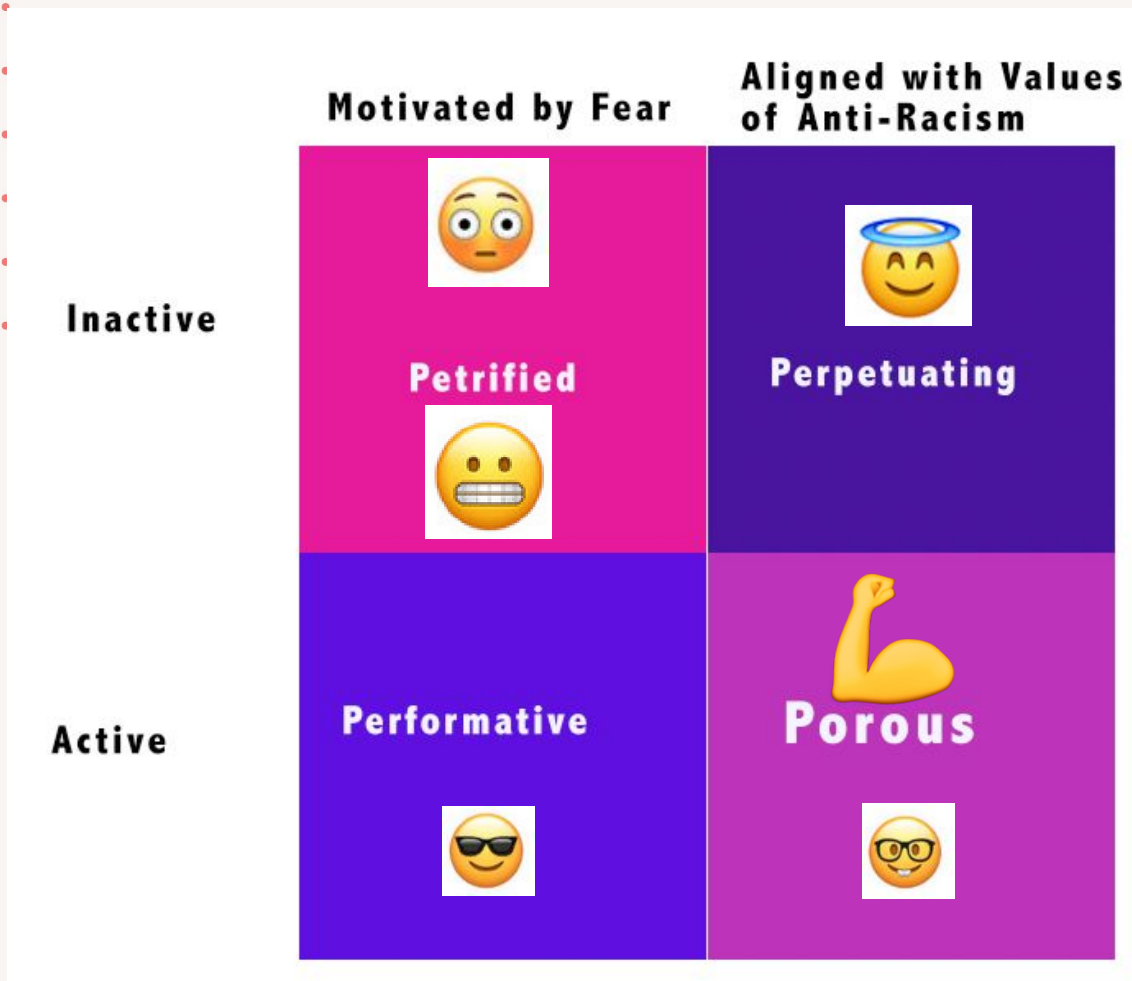 Motivated by Fear
Aligned with Values
of Anti-Racism
Inactive
Petrified
Perpetuating
Active
Performative
Porous